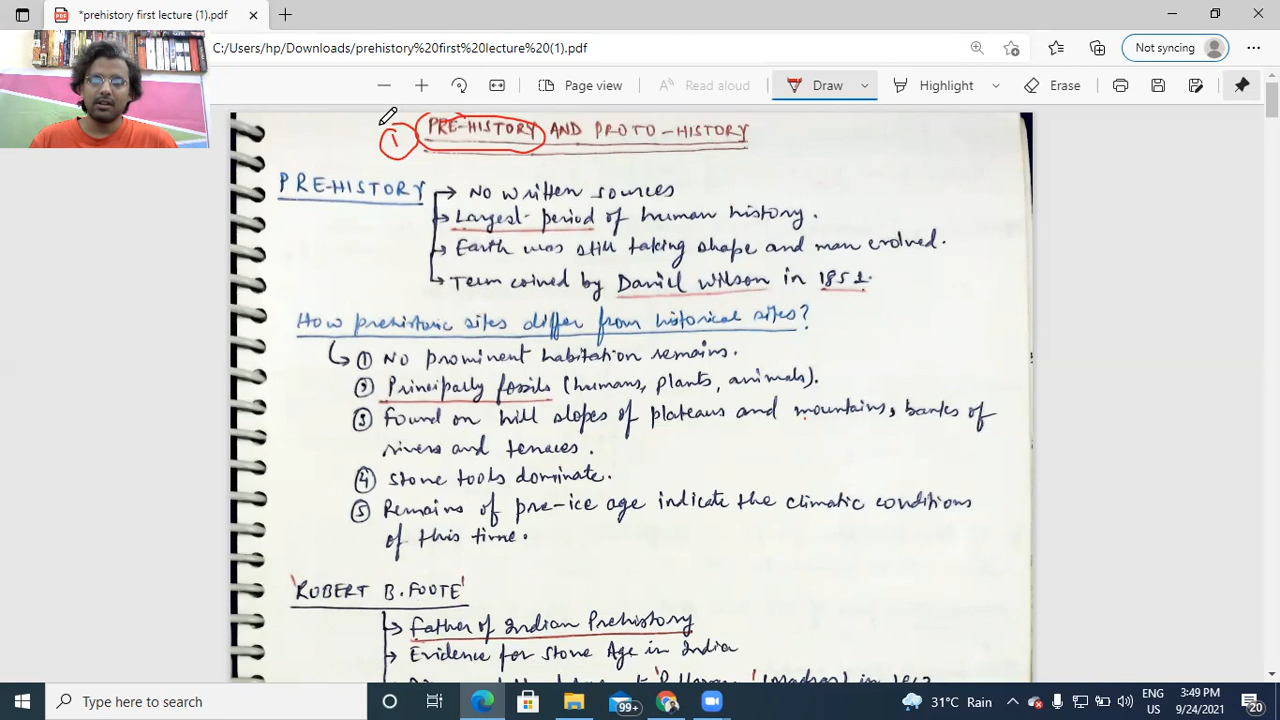 *prehistory first lecture (1).pdf
C:/Users/hp/Downloads/prehistory%20first%20lecture%20(1).pdf
Not syncing
Page view
Read aloud
Draw
Highlight
Erase
1 PRE-HISTORY AND PROTO-HISTORY
PRE-HISTORY → No written sources
→ Largest period of human history.
→ Earth was still taking shape and man evolved.
→ Term coined by Daniel Wilson in 1851.
How prehistoric sites differ from historical sites?
① No prominent habitation remains.
② Principally fossils (humans, plants, animals).
③ Found on hill slopes of plateaus and mountains, banks of
rivers and terraces.
④ Stone tools dominate.
⑤ Remains of pre-ice age indicate the climatic conditions
of this time.
'ROBERT B. FOOTE'
→ Father of Indian Prehistory
→ Evidence for Stone Age in India
in 1863
Type here to search
99+
31°C Rain
ENG
US
3:49 PM
9/24/2021
20